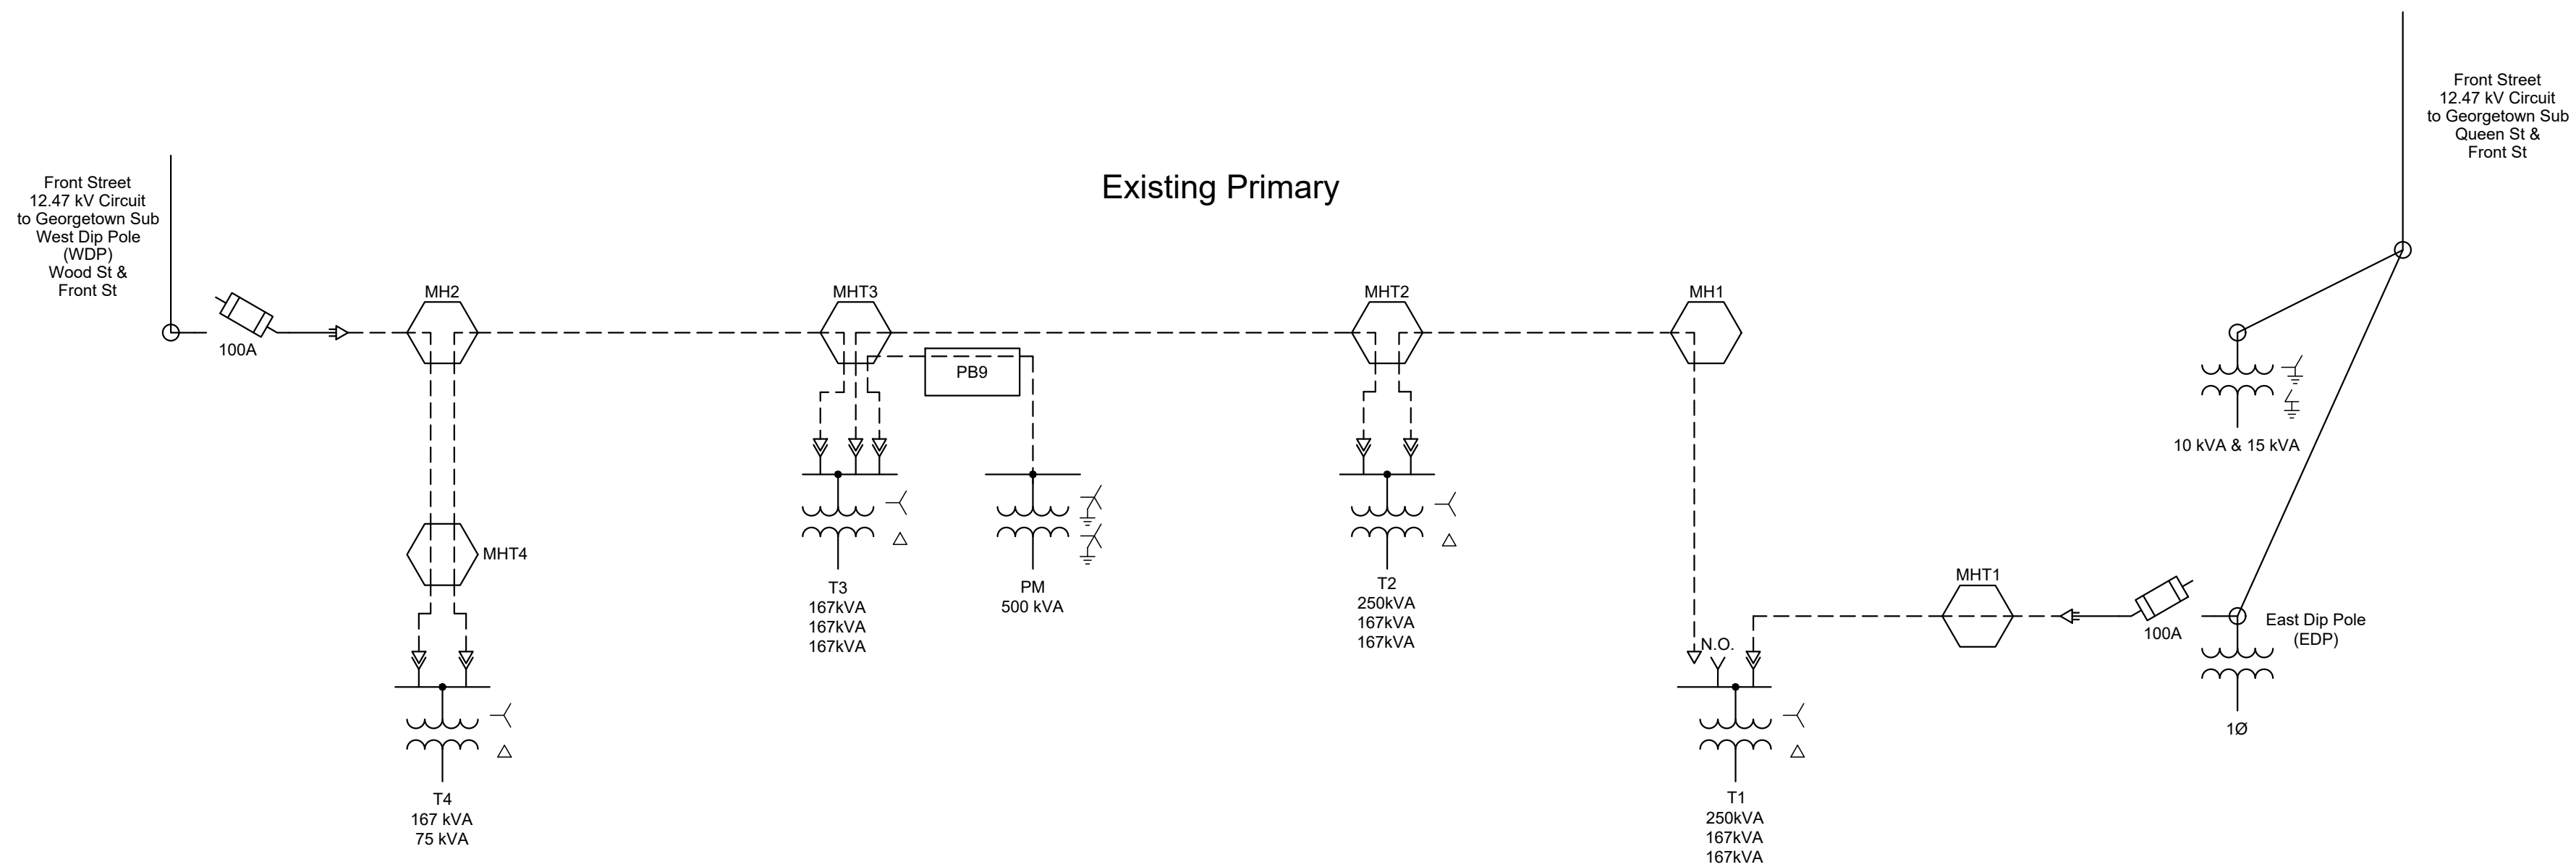 Front Street
12.47 kV Circuit
to Georgetown Sub
Queen St &
Front St
Existing Primary
Front Street
12.47 kV Circuit
to Georgetown Sub
West Dip Pole
(WDP)
Wood St &
Front St
100A
MH2
MHT3
MHT2
MH1
PB9
10 kVA & 15 kVA
MHT4
T3
167kVA
167kVA
167kVA
PM
500 kVA
T2
250kVA
167kVA
167kVA
MHT1
100A
East Dip Pole
(EDP)
N.O.
1Ø
T4
167 kVA
75 kVA
T1
250kVA
167kVA
167kVA